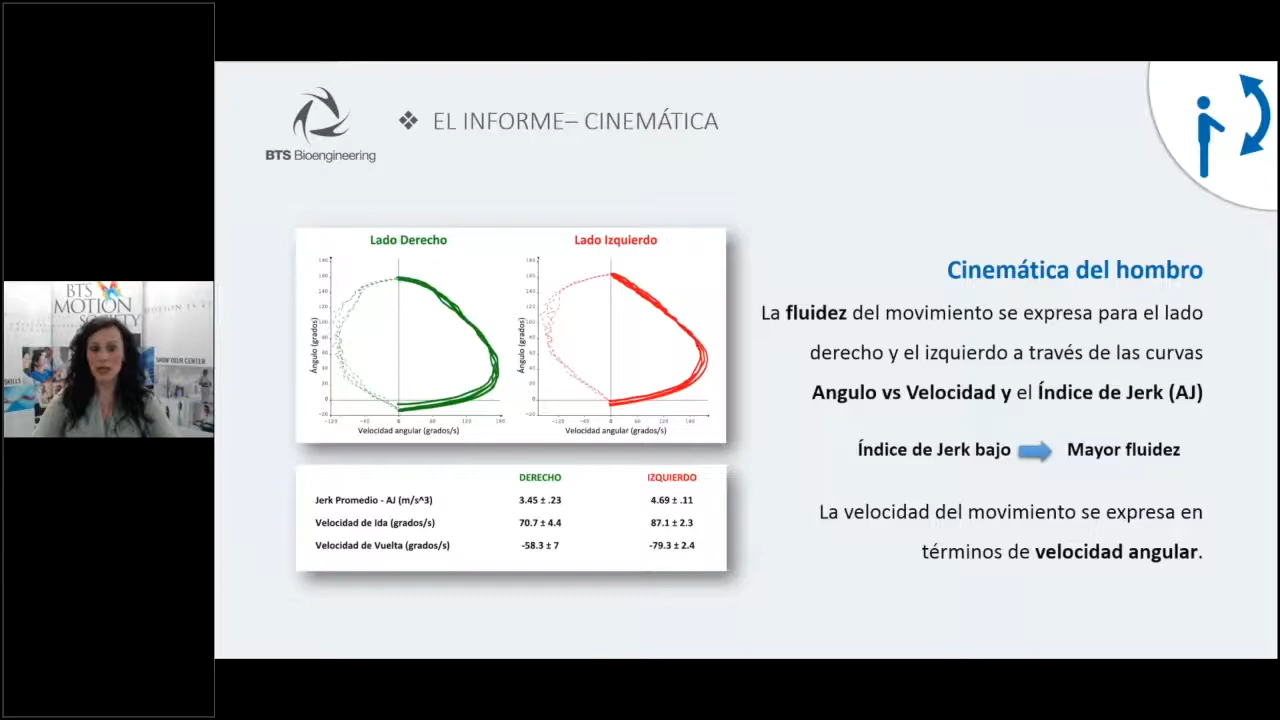 BTS
MOTION
SOCIETY
SHOW YOUR CENTER
SKILLS
BTS Bioengineering
❖ EL INFORME– CINEMÁTICA
Lado Derecho
Lado Izquierdo
Ángulo (grados)
Velocidad angular (grados/s)
Ángulo (grados)
Velocidad angular (grados/s)
DERECHO IZQUIERDO
Jerk Promedio - AJ (m/s^3) 3.45 ± .23 4.69 ± .11
Velocidad de Ida (grados/s) 70.7 ± 4.4 87.1 ± 2.3
Velocidad de Vuelta (grados/s) -58.3 ± 7 -79.3 ± 2.4
Cinemática del hombro
La fluidez del movimiento se expresa para el lado
derecho y el izquierdo a través de las curvas
Angulo vs Velocidad y el Índice de Jerk (AJ)
Índice de Jerk bajo Mayor fluidez
La velocidad del movimiento se expresa en
términos de velocidad angular.